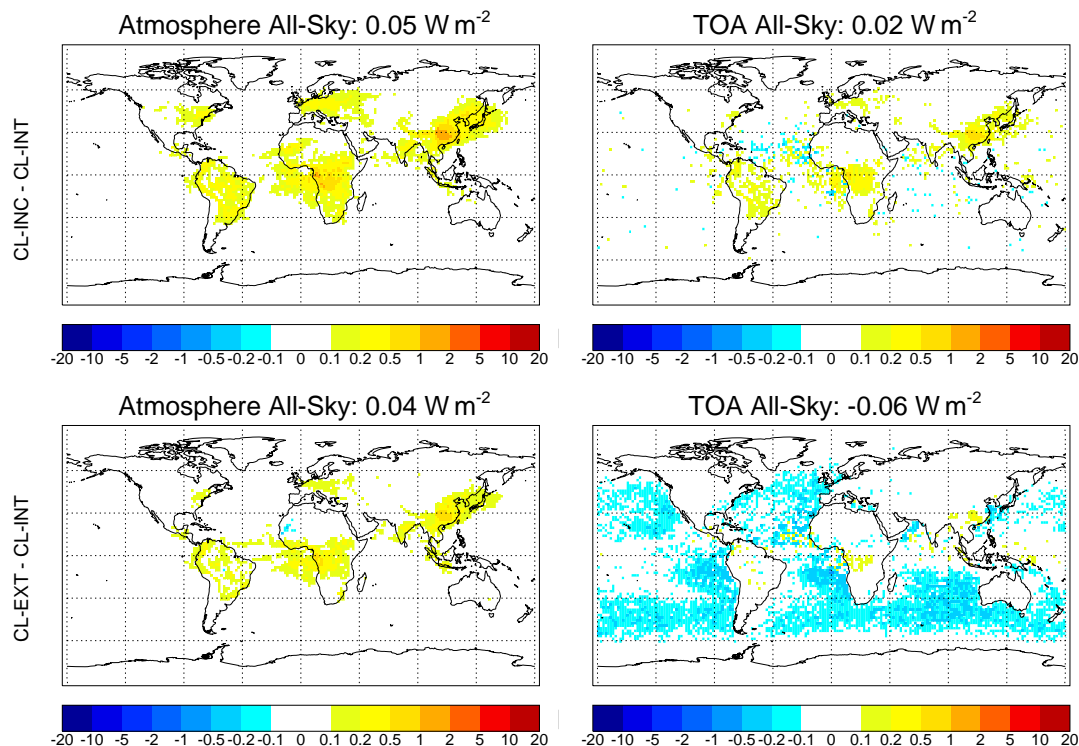 Atmosphere All-Sky: 0.05 W m-2
TOA All-Sky: 0.02 W m-2
CL-INC - CL-INT
-20 -10 -5 -2 -1 -0.5 -0.2 -0.1 0 0.1 0.2 0.5 1 2 5 10 20
-20 -10 -5 -2 -1 -0.5 -0.2 -0.1 0 0.1 0.2 0.5 1 2 5 10 20
Atmosphere All-Sky: 0.04 W m-2
TOA All-Sky: -0.06 W m-2
CL-EXT - CL-INT
-20 -10 -5 -2 -1 -0.5 -0.2 -0.1 0 0.1 0.2 0.5 1 2 5 10 20
-20 -10 -5 -2 -1 -0.5 -0.2 -0.1 0 0.1 0.2 0.5 1 2 5 10 20